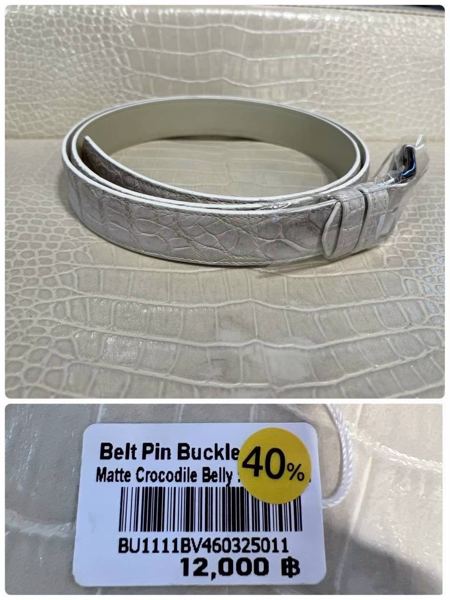 Belt Pin Buckle
40%
Matte Crocodile Belly
BU1111BV460325011
12,000 ฿